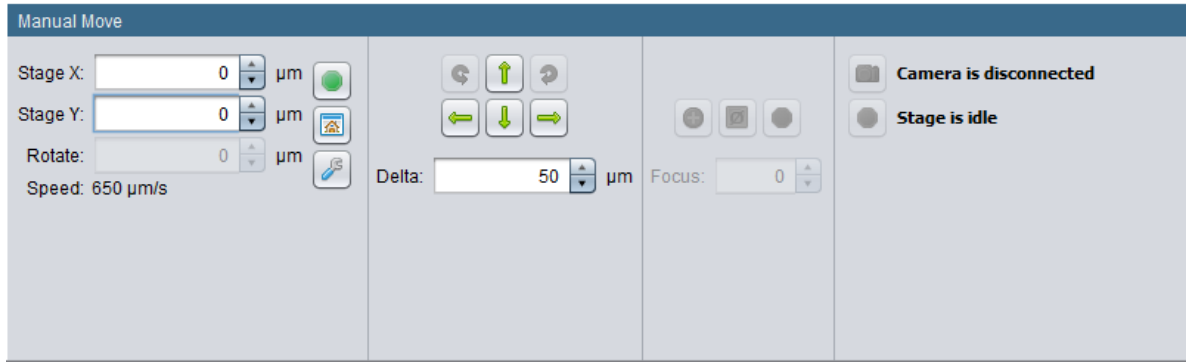 Manual Move
Stage X: 0 µm
Stage Y: 0 µm
Rotate: 0 µm
Speed: 650 µm/s
Delta: 50 µm
Focus: 0
Camera is disconnected
Stage is idle